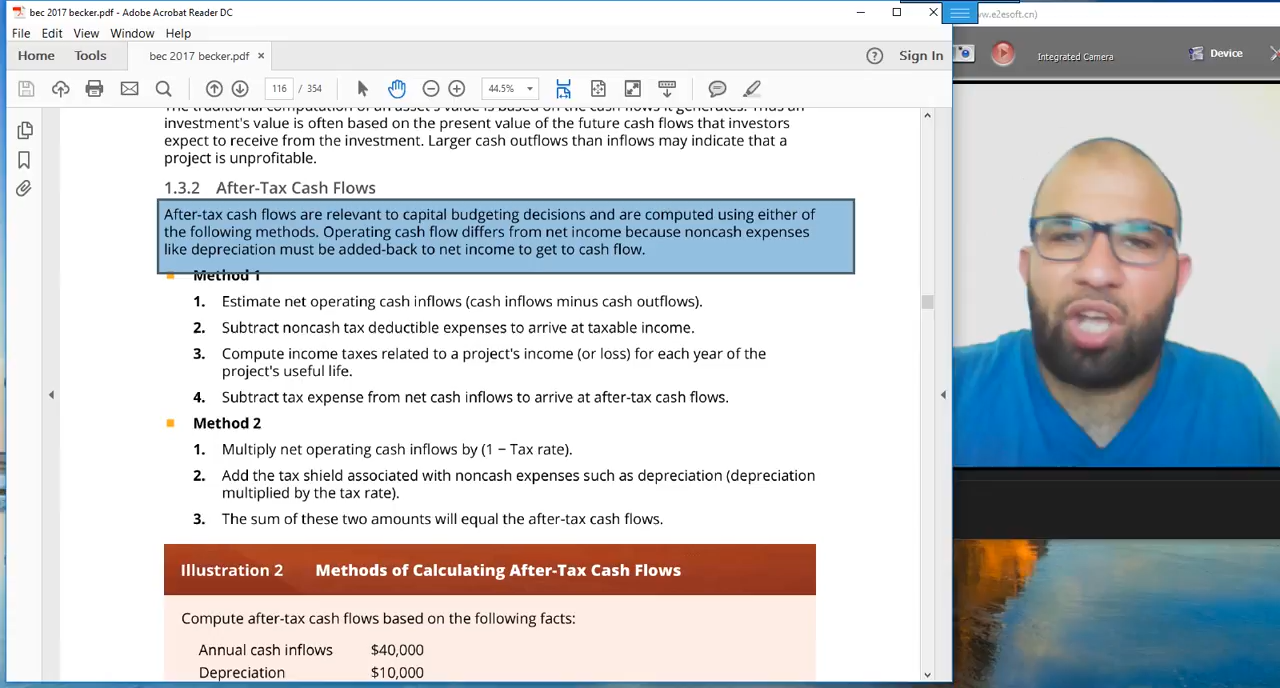 bec 2017 becker.pdf - Adobe Acrobat Reader DC
www.e2esoft.cn)
File Edit View Window Help
Home Tools bec 2017 becker.pdf × Sign In
Integrated Camera Device
116 / 354 44.5%
investment's value is often based on the present value of the future cash flows that investors
expect to receive from the investment. Larger cash outflows than inflows may indicate that a
project is unprofitable.
1.3.2 After-Tax Cash Flows
After-tax cash flows are relevant to capital budgeting decisions and are computed using either of
the following methods. Operating cash flow differs from net income because noncash expenses
like depreciation must be added-back to net income to get to cash flow.
Method 1
1. Estimate net operating cash inflows (cash inflows minus cash outflows).
2. Subtract noncash tax deductible expenses to arrive at taxable income.
3. Compute income taxes related to a project's income (or loss) for each year of the
project's useful life.
4. Subtract tax expense from net cash inflows to arrive at after-tax cash flows.
Method 2
1. Multiply net operating cash inflows by (1 − Tax rate).
2. Add the tax shield associated with noncash expenses such as depreciation (depreciation
multiplied by the tax rate).
3. The sum of these two amounts will equal the after-tax cash flows.
Illustration 2 Methods of Calculating After-Tax Cash Flows
Compute after-tax cash flows based on the following facts:
Annual cash inflows $40,000
Depreciation $10,000